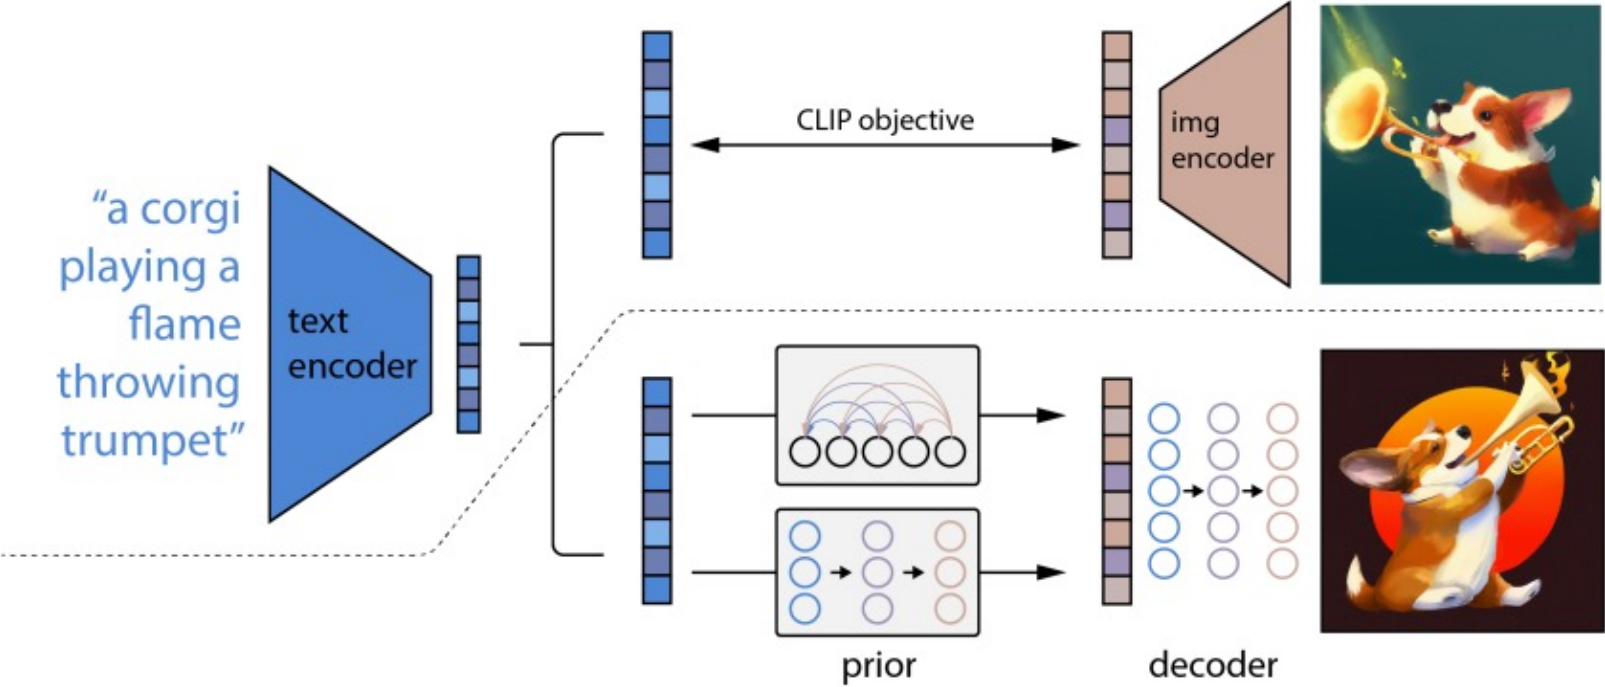 “a corgi
playing a
flame
throwing
trumpet”
text
encoder
CLIP objective
img
encoder
prior
decoder